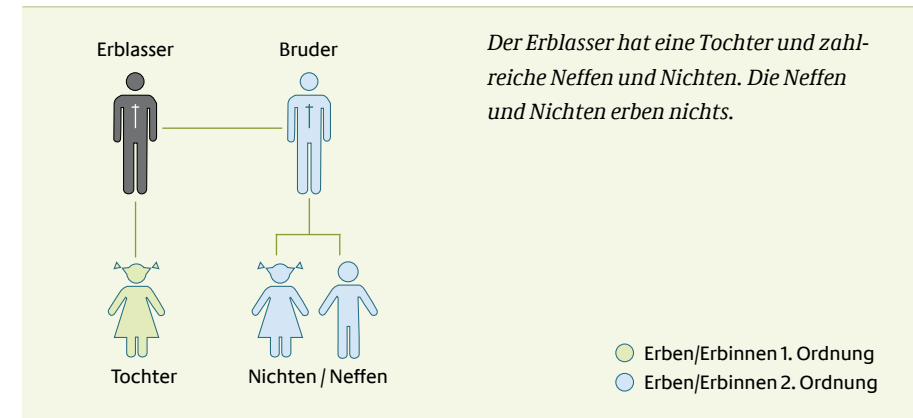 Erblasser
Bruder
Der Erblasser hat eine Tochter und zahl-
reiche Neffen und Nichten. Die Neffen
und Nichten erben nichts.
Tochter
Nichten / Neffen
Erben/Erbinnen 1. Ordnung
Erben/Erbinnen 2. Ordnung